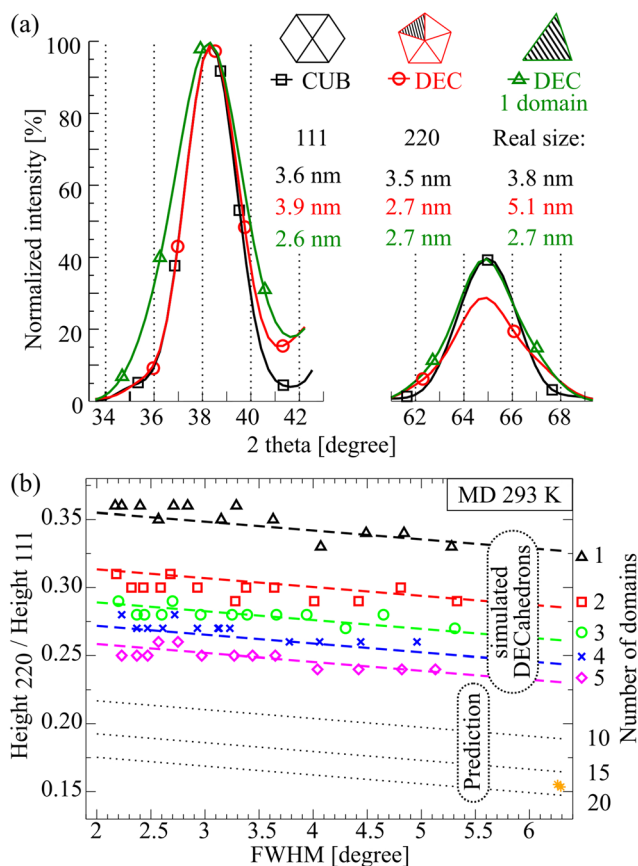 (a)
100
80
60
40
20
0
Normalized intensity [%]
CUB
DEC
DEC
1 domain
111 220 Real size:
3.6 nm 3.5 nm 3.8 nm
3.9 nm 2.7 nm 5.1 nm
2.6 nm 2.7 nm 2.7 nm
34 36 38 40 42 62 64 66 68
2 theta [degree]
(b)
MD 293 K
0.35
0.30
0.25
0.20
0.15
Height 220 / Height 111
simulated
DECahedrons
Prediction
1
2
3
4
5
10
15
20
Number of domains
2 2.5 3 3.5 4 4.5 5 5.5 6
FWHM [degree]